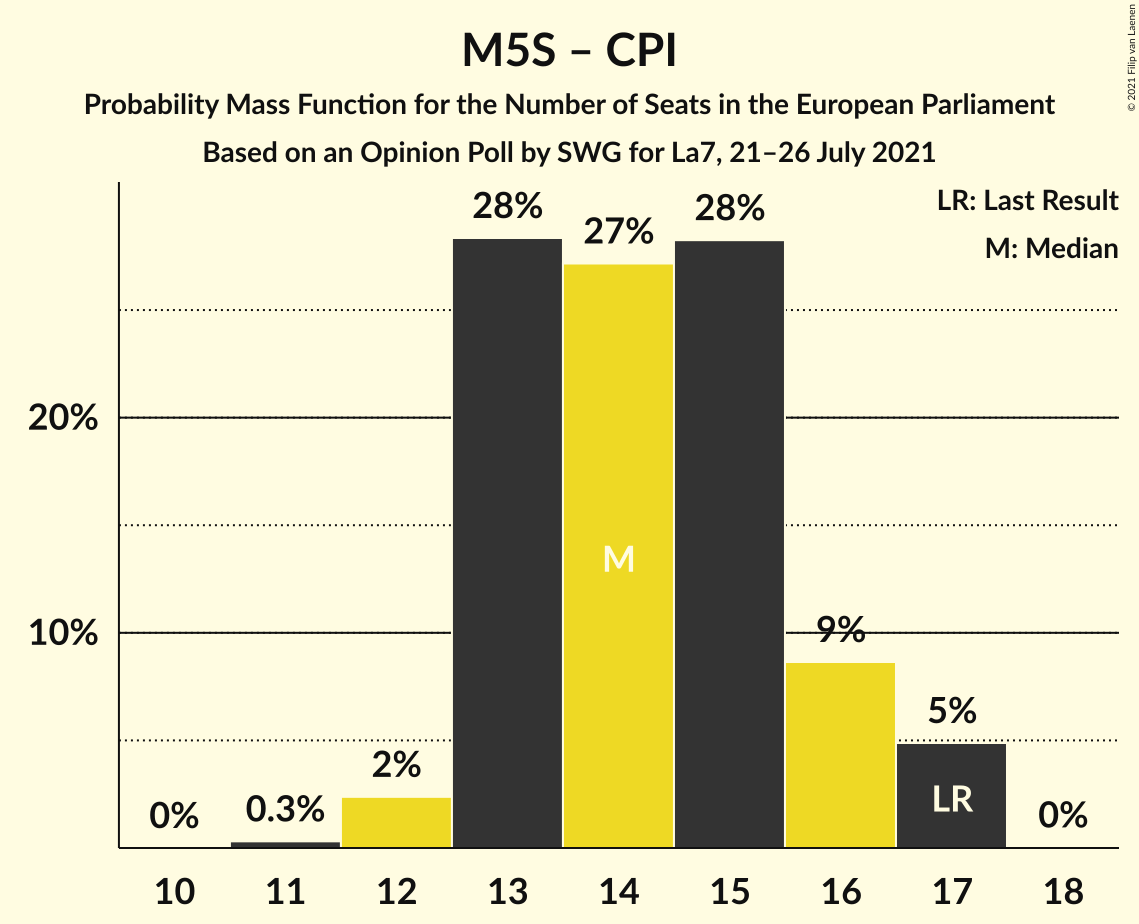 M5S – CPI
Probability Mass Function for the Number of Seats in the European Parliament
Based on an Opinion Poll by SWG for La7, 21–26 July 2021
© 2021 Filip van Laenen
LR: Last Result
M: Median
28%
27%
28%
20%
M
10%
9%
5%
2%
LR
0%
0.3%
0%
10 11 12 13 14 15 16 17 18